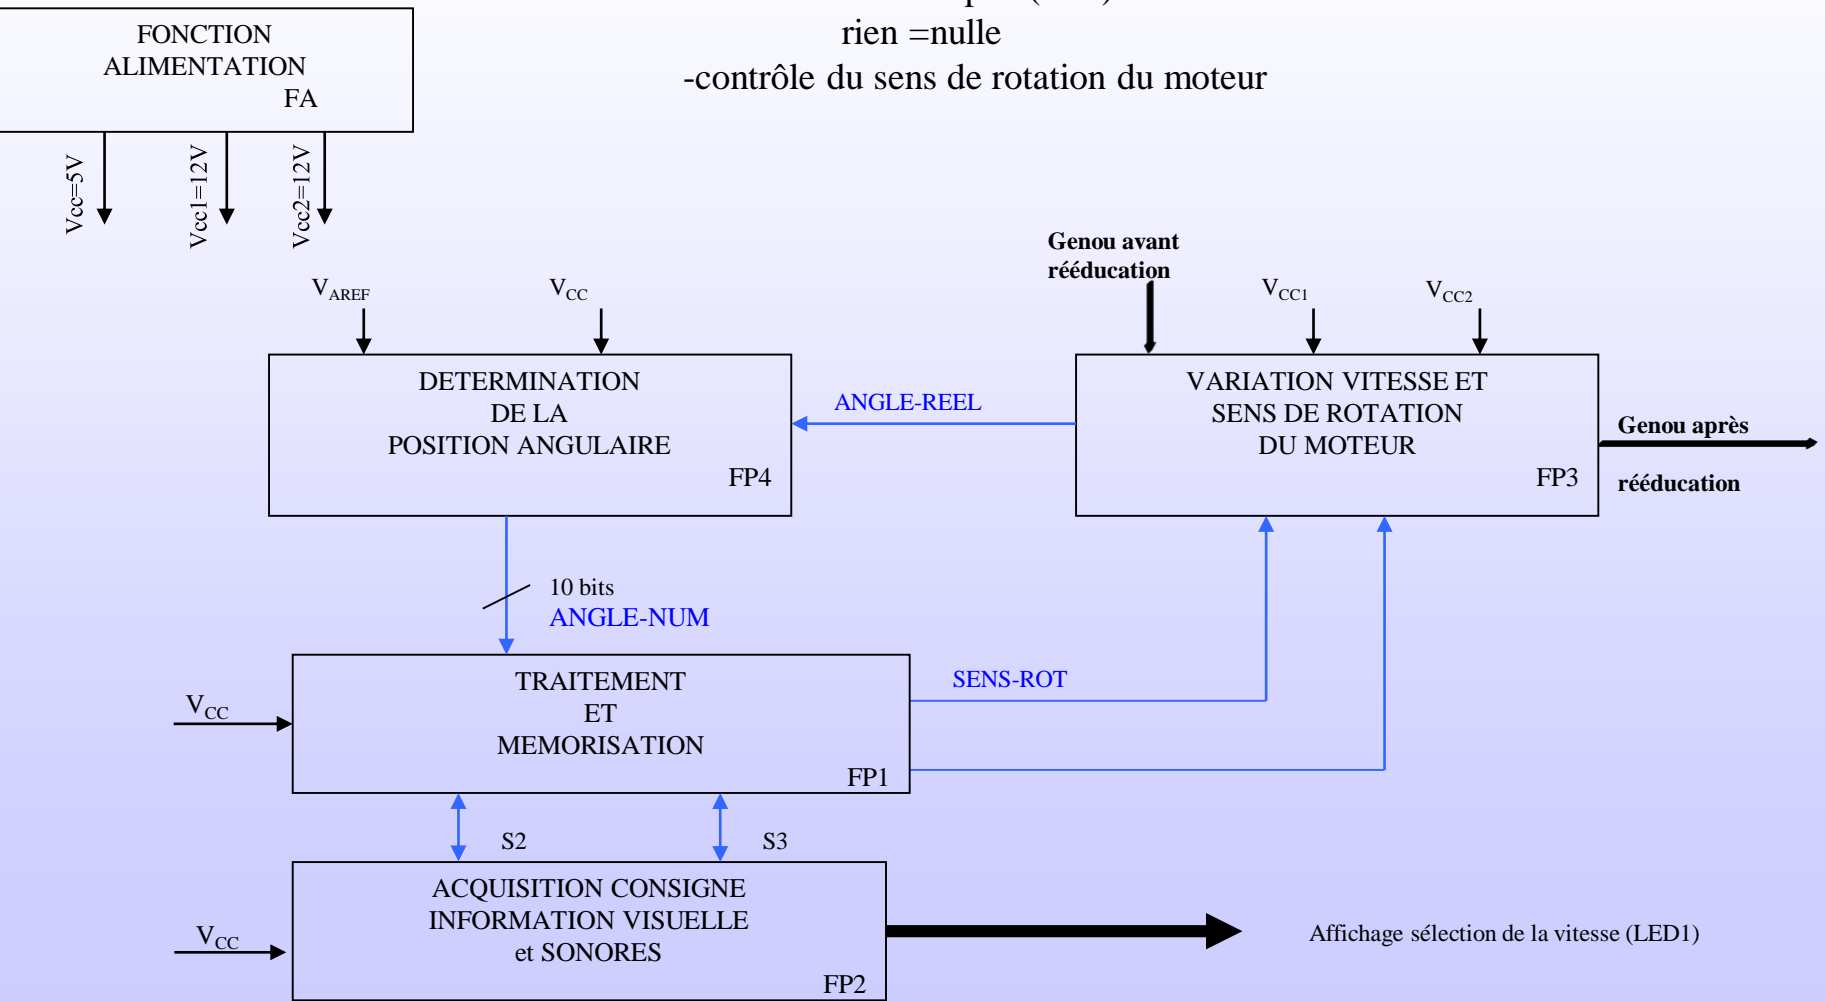 rien =nulle
-contrôle du sens de rotation du moteur
FONCTION
ALIMENTATION
FA
Vcc=5V
Vcc1=12V
Vcc2=12V
Genou avant
rééducation
VAREF
VCC
VCC1
VCC2
DETERMINATION
DE LA
POSITION ANGULAIRE
FP4
ANGLE-REEL
VARIATION VITESSE ET
SENS DE ROTATION
DU MOTEUR
FP3
Genou après
rééducation
10 bits
ANGLE-NUM
VCC
TRAITEMENT
ET
MEMORISATION
FP1
SENS-ROT
S2
S3
VCC
ACQUISITION CONSIGNE
INFORMATION VISUELLE
et SONORES
FP2
Affichage sélection de la vitesse (LED1)